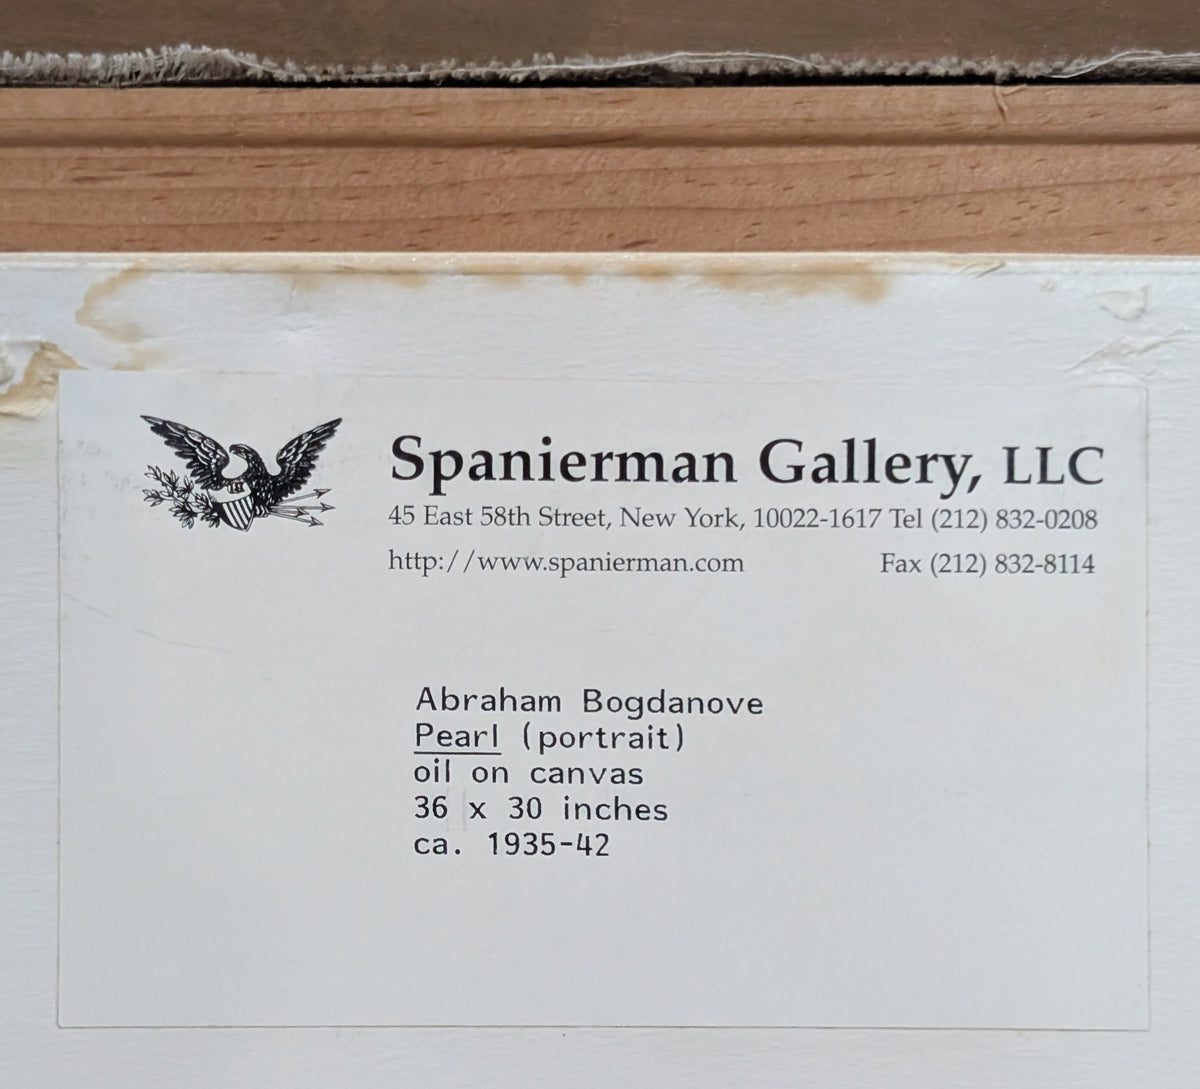 Spanierman Gallery, LLC
45 East 58th Street, New York, 10022-1617 Tel (212) 832-0208
http://www.spanierman.com Fax (212) 832-8114
Abraham Bogdanove
Pearl (portrait)
oil on canvas
36 x 30 inches
ca. 1935-42